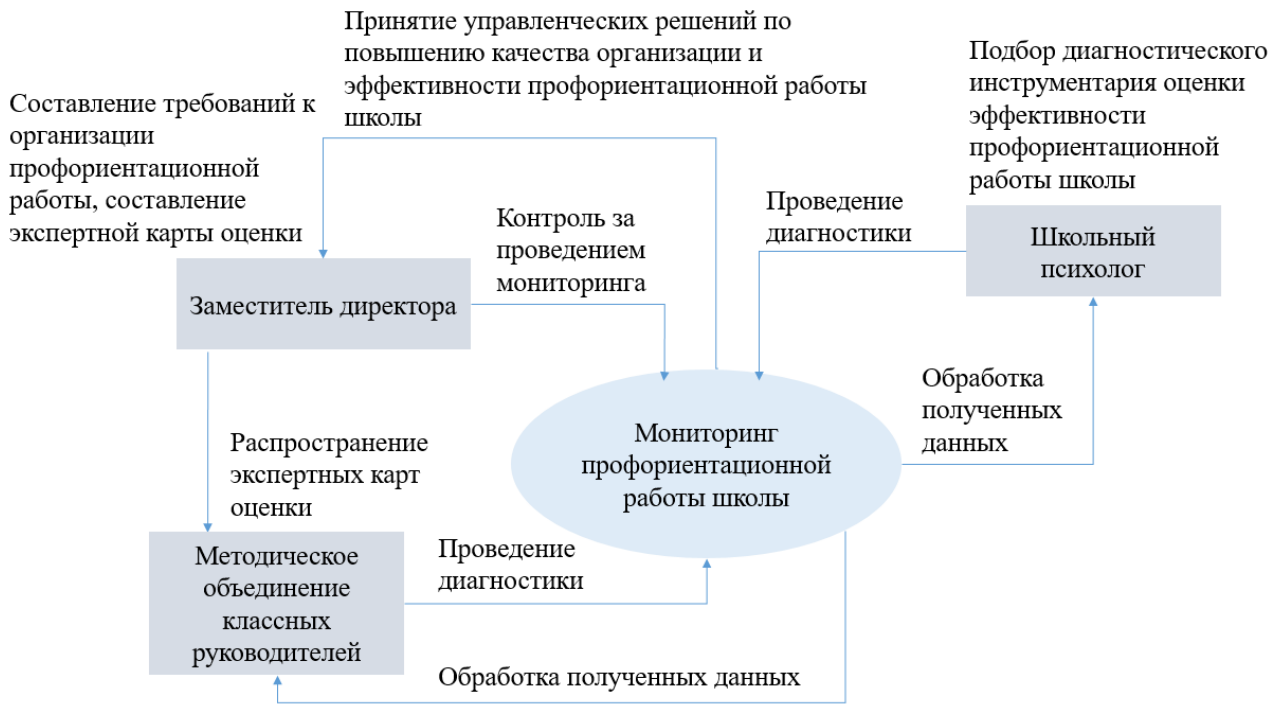 Принятие управленческих решений по
повышению качества организации и
эффективности профориентационной работы
школы
Подбор диагностического
инструментария оценки
эффективности
профориентационной
работы школы
Составление требований к
организации
профориентационной
работы, составление
экспертной карты оценки
Контроль за
проведением
мониторинга
Проведение
диагностики
Школьный
психолог
Заместитель директора
Обработка
полученных
данных
Мониторинг
профориентационной
работы школы
Распространение
экспертных карт
оценки
Методическое
объединение
классных
руководителей
Проведение
диагностики
Обработка полученных данных